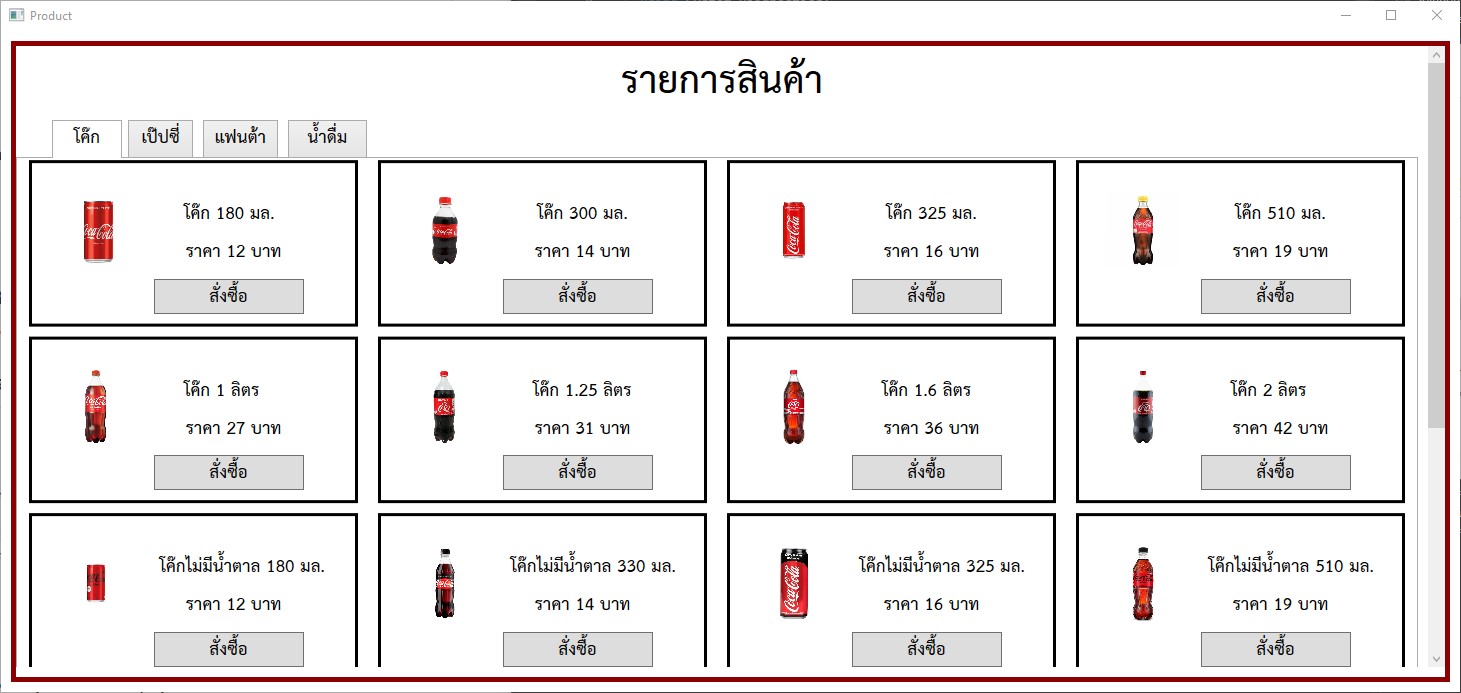 Product
รายการสินค้า
โค๊ก เป๊ปซี่ แฟนต้า น้ำดื่ม
โค๊ก 180 มล. โค๊ก 300 มล. โค๊ก 325 มล. โค๊ก 510 มล.
ราคา 12 บาท ราคา 14 บาท ราคา 16 บาท ราคา 19 บาท
สั่งซื้อ สั่งซื้อ สั่งซื้อ สั่งซื้อ
โค๊ก 1 ลิตร โค๊ก 1.25 ลิตร โค๊ก 1.6 ลิตร โค๊ก 2 ลิตร
ราคา 27 บาท ราคา 31 บาท ราคา 36 บาท ราคา 42 บาท
สั่งซื้อ สั่งซื้อ สั่งซื้อ สั่งซื้อ
โค๊กไม่มีน้ำตาล 180 มล. โค๊กไม่มีน้ำตาล 330 มล. โค๊กไม่มีน้ำตาล 325 มล. โค๊กไม่มีน้ำตาล 510 มล.
ราคา 12 บาท ราคา 14 บาท ราคา 16 บาท ราคา 19 บาท
สั่งซื้อ สั่งซื้อ สั่งซื้อ สั่งซื้อ